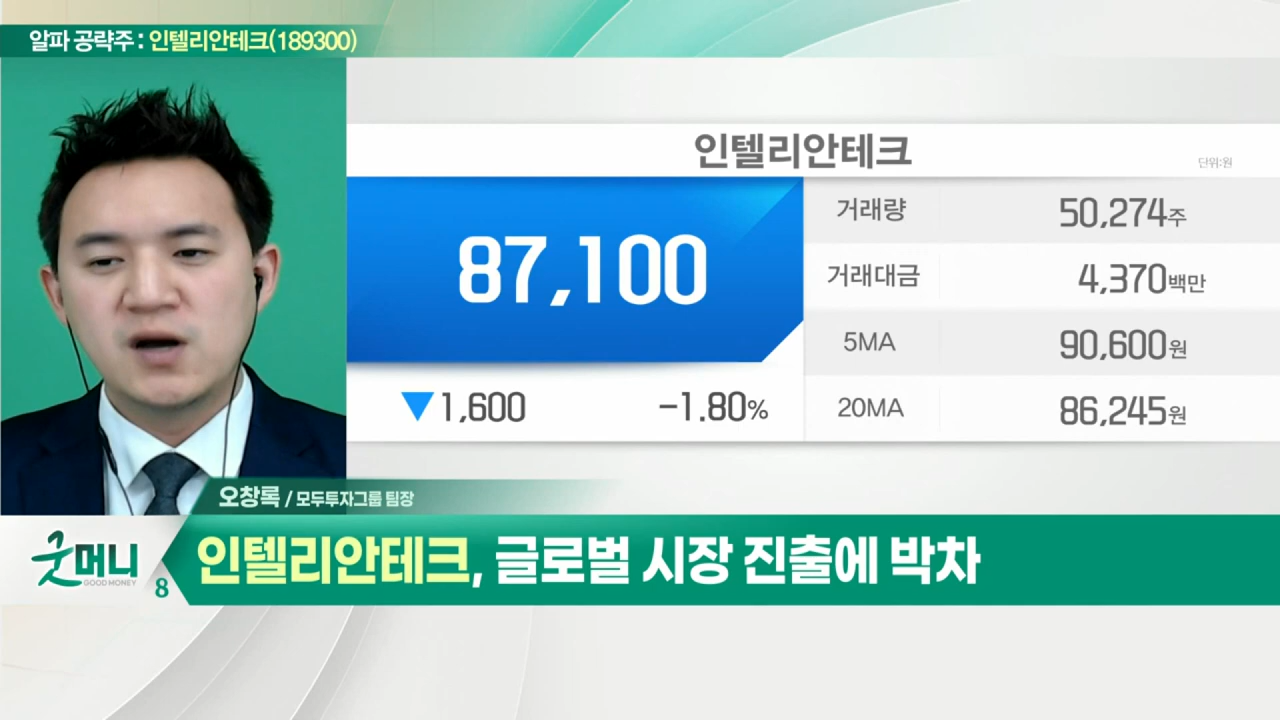 알파 공략주 : 인텔리안테크(189300)
인텔리안테크
단위:원
87,100
▼1,600 -1.80%
거래량 50,274주
거래대금 4,370백만
5MA 90,600원
20MA 86,245원
오창록 / 모두투자그룹 팀장
굿머니
GOOD MONEY
8
인텔리안테크, 글로벌 시장 진출에 박차